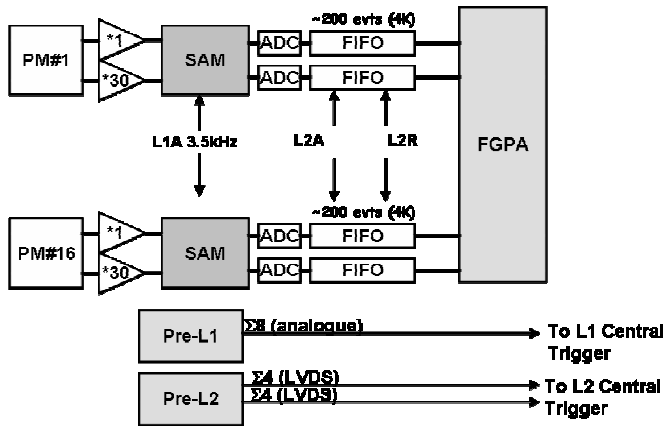 ~200 evts (4K)
PM#1
*1
*30
SAM
ADC
FIFO
ADC
FIFO
FGPA
L1A 3.5kHz
L2A
L2R
~200 evts (4K)
PM#16
*1
*30
SAM
ADC
FIFO
ADC
FIFO
Pre-L1
Σ8 (analogue)
To L1 Central
Trigger
Pre-L2
Σ4 (LVDS)
Σ4 (LVDS)
To L2 Central
Trigger